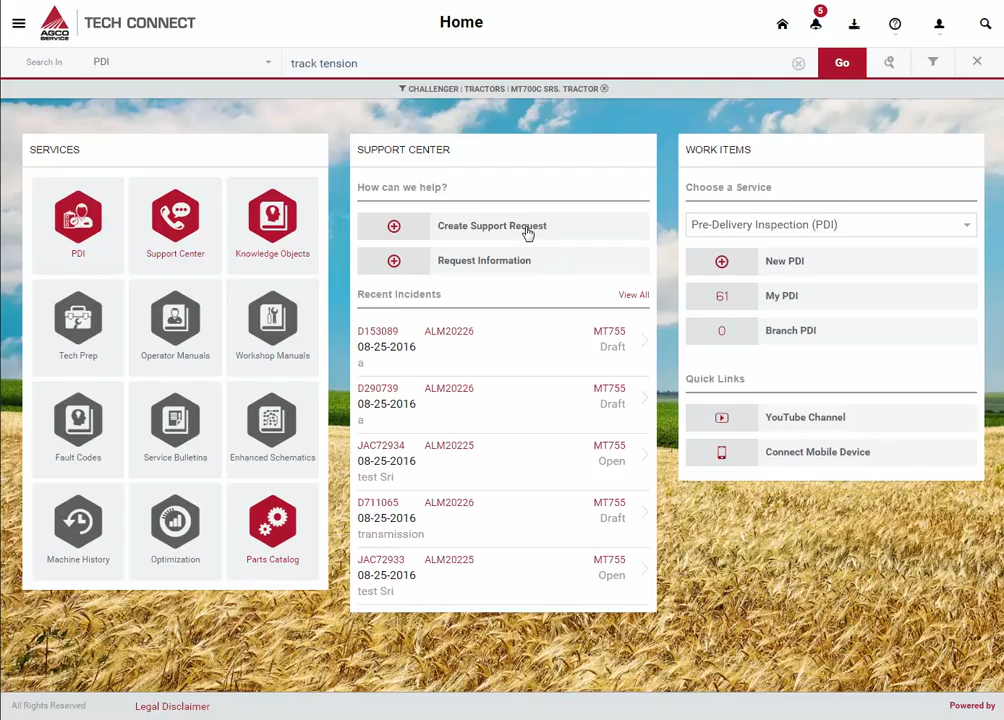 AGCO
SERVICE
TECH CONNECT
Home
5
Search In
PDI
track tension
Go
CHALLENGER | TRACTORS | MT700C SRS. TRACTOR
SERVICES
PDI
Support Center
Knowledge Objects
Tech Prep
Operator Manuals
Workshop Manuals
Fault Codes
Service Bulletins
Enhanced Schematics
Machine History
Optimization
Parts Catalog
SUPPORT CENTER
How can we help?
Create Support Request
Request Information
Recent Incidents View All
D153089 ALM20226 MT755
08-25-2016 Draft
a
D290739 ALM20226 MT755
08-25-2016 Draft
a
JAC72934 ALM20225 MT755
08-25-2016 Open
test Sri
D711065 ALM20226 MT755
08-25-2016 Draft
transmission
JAC72933 ALM20225 MT755
08-25-2016 Open
test Sri
WORK ITEMS
Choose a Service
Pre-Delivery Inspection (PDI)
New PDI
61 My PDI
0 Branch PDI
Quick Links
YouTube Channel
Connect Mobile Device
All Rights Reserved Legal Disclaimer Powered by